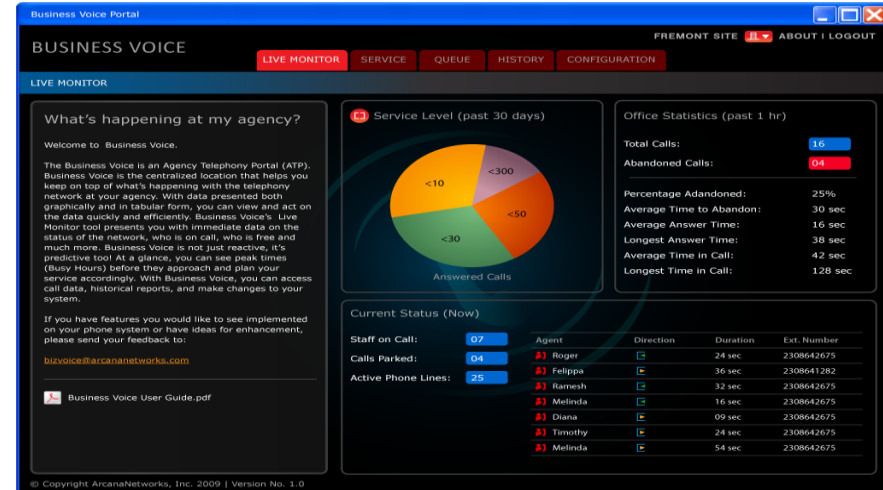 Business Voice Portal
BUSINESS VOICE
FREMONT SITE ABOUT | LOGOUT
LIVE MONITOR SERVICE QUEUE HISTORY CONFIGURATION
LIVE MONITOR
What's happening at my agency?
Welcome to Business Voice.
The Business Voice is an Agency Telephony Portal (ATP).
Business Voice is the centralized location that helps you
keep on top of what's happening with the telephony
network at your agency. With data presented both
graphically and in tabular form, you can view and act on
the data quickly and efficiently. Business Voice's Live
Monitor tool presents you with immediate data on the
status of the network, who is on call, who is free and
much more. Business Voice is not just reactive, it's
predictive too! At a glance, you can see peak times
(Busy Hours) before they approach and plan your
service accordingly. With Business Voice, you can access
call data, historical reports, and make changes to your
system.
If you have features you would like to see implemented
on your phone system or have ideas for enhancement,
please send your feedback to:
bizvoice@arcananetworks.com
Business Voice User Guide.pdf
Service Level (past 30 days)
<10
<300
<50
<30
Answered Calls
Office Statistics (past 1 hr)
Total Calls: 16
Abandoned Calls: 04
Percentage Adandoned: 25%
Average Time to Abandon: 30 sec
Average Answer Time: 16 sec
Longest Answer Time: 38 sec
Average Time in Call: 42 sec
Longest Time in Call: 128 sec
Current Status (Now)
Staff on Call: 07
Calls Parked: 04
Active Phone Lines: 25
Agent Direction Duration Ext. Number
Roger 24 sec 2308642675
Felippa 36 sec 2308641282
Ramesh 32 sec 2308642675
Melinda 16 sec 2308642675
Diana 09 sec 2308642675
Timothy 24 sec 2308642675
Melinda 54 sec 2308642675
© Copyright ArcanaNetworks, Inc. 2009 | Version No. 1.0